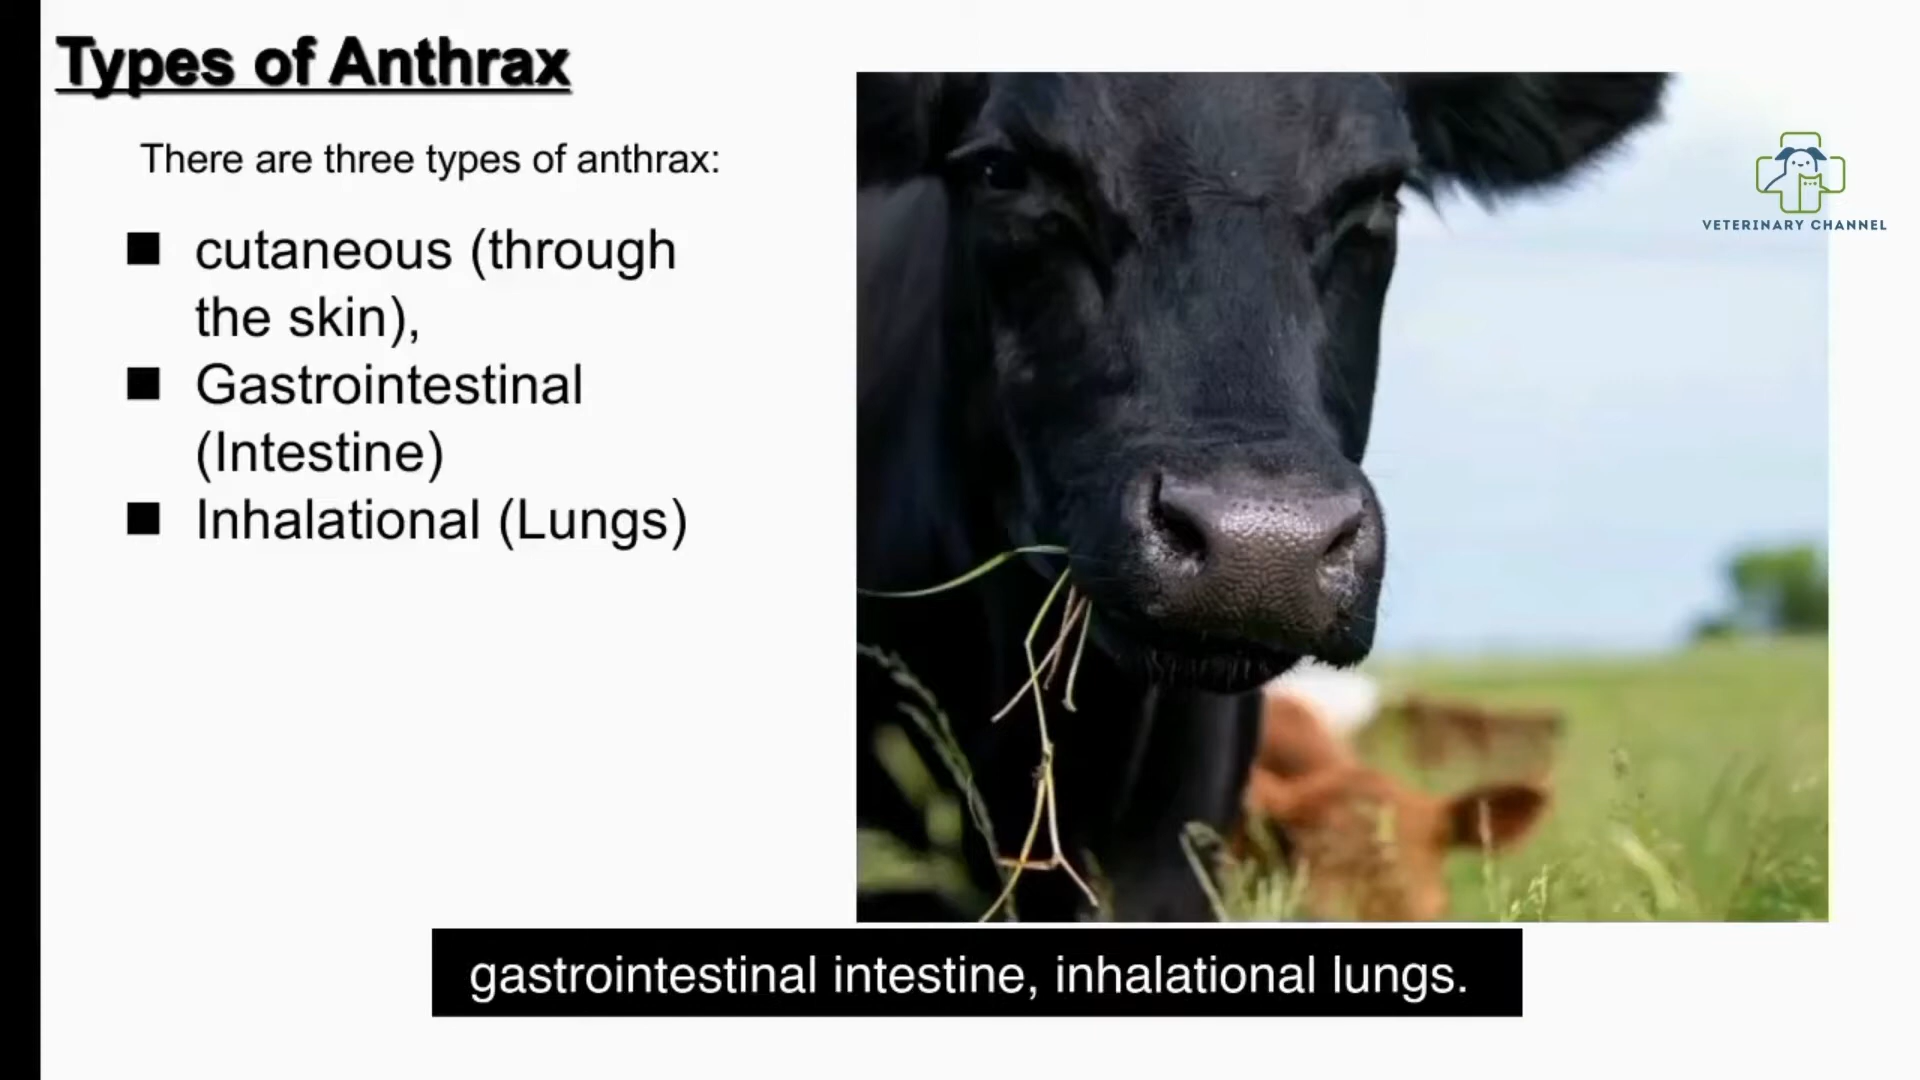 Types of Anthrax
There are three types of anthrax:
■ cutaneous (through
the skin),
■ Gastrointestinal
(Intestine)
■ Inhalational (Lungs)
VETERINARY CHANNEL
gastrointestinal intestine, inhalational lungs.